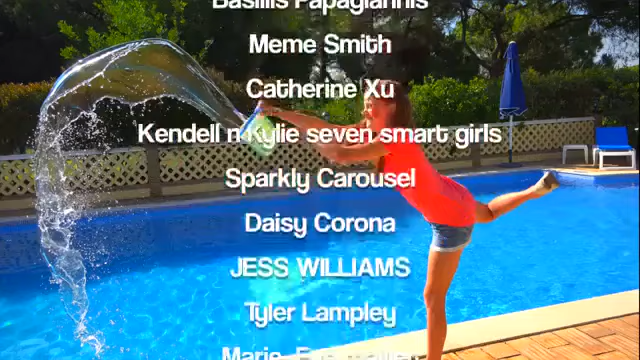 Basilis Papagiannis
Meme Smith
Catherine Xu
Kendell n Kylie seven smart girls
Sparkly Carousel
Daisy Corona
JESS WILLIAMS
Tyler Lampley
Marie